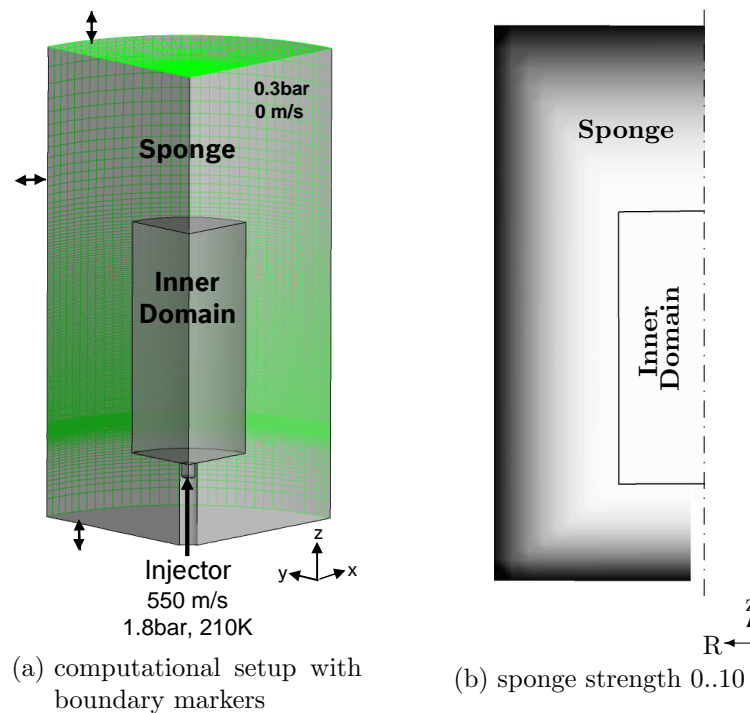 0.3bar
0 m/s
Sponge
Inner
Domain
z
y
x
Injector
550 m/s
1.8bar, 210K
(a) computational setup with
boundary markers
Sponge
Inner
Domain
z
R
(b) sponge strength 0..10